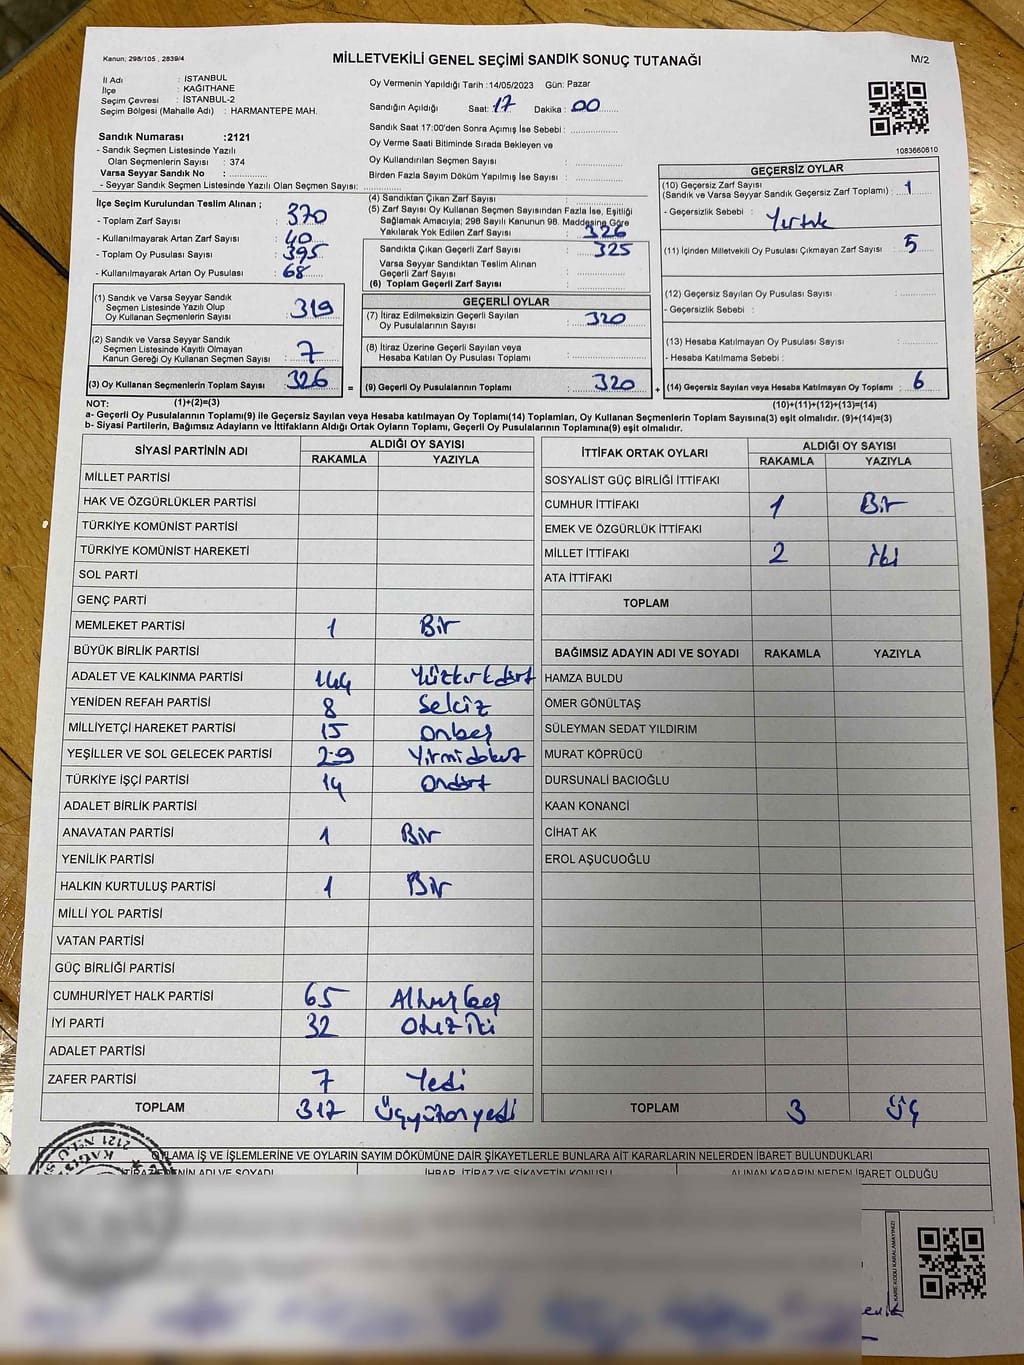 Kanun; 298/105 , 2839/4
MİLLETVEKİLİ GENEL SEÇİMİ SANDIK SONUÇ TUTANAĞI
M/2
İl Adı : İSTANBUL
İlçe : KAĞITHANE
Seçim Çevresi : İSTANBUL-2
Seçim Bölgesi (Mahalle Adı) : HARMANTEPE MAH.
Oy Vermenin Yapıldığı Tarih :14/05/2023 Gün: Pazar
Sandığın Açıldığı Saat: 17 Dakika : 00
Sandık Saat 17:00'den Sonra Açılmış İse Sebebi :
Oy Verme Saati Bitiminde Sırada Bekleyen ve
Oy Kullandırılan Seçmen Sayısı :
Birden Fazla Sayım Döküm Yapılmış İse Sayısı :
1083660610
Sandık Numarası :2121
- Sandık Seçmen Listesinde Yazılı
Olan Seçmenlerin Sayısı : 374
Varsa Seyyar Sandık No :
- Seyyar Sandık Seçmen Listesinde Yazılı Olan Seçmen Sayısı:
İlçe Seçim Kurulundan Teslim Alınan ;
- Toplam Zarf Sayısı : 370
- Kullanılmayarak Artan Zarf Sayısı : 40
- Toplam Oy Pusulası Sayısı : 395
- Kullanılmayarak Artan Oy Pusulası : 68
(1) Sandık ve Varsa Seyyar Sandık
Seçmen Listesinde Yazılı Olup
Oy Kullanan Seçmenlerin Sayısı : 319
(2) Sandık ve Varsa Seyyar Sandık
Seçmen Listesinde Kayıtlı Olmayan
Kanun Gereği Oy Kullanan Seçmen Sayısı : 7
(3) Oy Kullanan Seçmenlerin Toplam Sayısı : 326
(4) Sandıktan Çıkan Zarf Sayısı :
(5) Zarf Sayısı Oy Kullanan Seçmen Sayısından Fazla İse, Eşitliği
Sağlamak Amacıyla; 298 Sayılı Kanunun 98. Maddesine Göre
Yakılarak Yok Edilen Zarf Sayısı : 326
Sandıkta Çıkan Geçerli Zarf Sayısı : 325
Varsa Seyyar Sandıktan Teslim Alınan
Geçerli Zarf Sayısı :
(6) Toplam Geçerli Zarf Sayısı :
GEÇERLİ OYLAR
(7) İtiraz Edilmeksizin Geçerli Sayılan
Oy Pusulalarının Sayısı : 320
(8) İtiraz Üzerine Geçerli Sayılan veya
Hesaba Katılan Oy Pusulası Toplamı :
= (9) Geçerli Oy Pusulalarının Toplamı : 320
GEÇERSİZ OYLAR
(10) Geçersiz Zarf Sayısı
(Sandık ve Varsa Seyyar Sandık Geçersiz Zarf Toplamı) : 1
- Geçersizlik Sebebi : Yırtık
(11) İçinden Milletvekili Oy Pusulası Çıkmayan Zarf Sayısı : 5
(12) Geçersiz Sayılan Oy Pusulası Sayısı :
- Geçersizlik Sebebi :
(13) Hesaba Katılmayan Oy Pusulası Sayısı :
- Hesaba Katılmama Sebebi :
+ (14) Geçersiz Sayılan veya Hesaba Katılmayan Oy Toplamı : 6
NOT: (1)+(2)=(3)
(10)+(11)+(12)+(13)=(14)
a- Geçerli Oy Pusulalarının Toplamı(9) ile Geçersiz Sayılan veya Hesaba katılmayan Oy Toplamı(14) Toplamları, Oy Kullanan Seçmenlerin Toplam Sayısına(3) eşit olmalıdır. (9)+(14)=(3)
b- Siyasi Partilerin, Bağımsız Adayların ve İttifakların Aldığı Ortak Oyların Toplamı, Geçerli Oy Pusulalarının Toplamına(9) eşit olmalıdır.
SİYASİ PARTİNİN ADI ALDIĞI OY SAYISI
RAKAMLA YAZIYLA
MİLLET PARTİSİ
HAK VE ÖZGÜRLÜKLER PARTİSİ
TÜRKİYE KOMÜNİST PARTİSİ
TÜRKİYE KOMÜNİST HAREKETİ
SOL PARTİ
GENÇ PARTİ
MEMLEKET PARTİSİ 1 Bir
BÜYÜK BİRLİK PARTİSİ
ADALET VE KALKINMA PARTİSİ 144 Yüzkırkdört
YENİDEN REFAH PARTİSİ 8 Sekiz
MİLLİYETÇİ HAREKET PARTİSİ 15 Onbeş
YEŞİLLER VE SOL GELECEK PARTİSİ 29 Yirmidokuz
TÜRKİYE İŞÇİ PARTİSİ 14 Ondört
ADALET BİRLİK PARTİSİ
ANAVATAN PARTİSİ 1 Bir
YENİLİK PARTİSİ
HALKIN KURTULUŞ PARTİSİ 1 Bir
MİLLİ YOL PARTİSİ
VATAN PARTİSİ
GÜÇ BİRLİĞİ PARTİSİ
CUMHURİYET HALK PARTİSİ 65 Altmışbeş
İYİ PARTİ 32 Otuziki
ADALET PARTİSİ
ZAFER PARTİSİ 7 Yedi
TOPLAM 317 Üçyüzonyedi
İTTİFAK ORTAK OYLARI ALDIĞI OY SAYISI
RAKAMLA YAZIYLA
SOSYALİST GÜÇ BİRLİĞİ İTTİFAKI
CUMHUR İTTİFAKI 1 Bir
EMEK VE ÖZGÜRLÜK İTTİFAKI
MİLLET İTTİFAKI 2 iki
ATA İTTİFAKI
TOPLAM
BAĞIMSIZ ADAYIN ADI VE SOYADI RAKAMLA YAZIYLA
HAMZA BULDU
ÖMER GÖNÜLTAŞ
SÜLEYMAN SEDAT YILDIRIM
MURAT KÖPRÜCÜ
DURSUNALİ BACIOĞLU
KAAN KONANCİ
CİHAT AK
EROL AŞUCUOĞLU
TOPLAM 3 Üç
OYLAMA İŞ VE İŞLEMLERİNE VE OYLARIN SAYIM DÖKÜMÜNE DAİR ŞİKAYETLERLE BUNLARA AİT KARARLARIN NELERDEN İBARET BULUNDUKLARI
İTİRAZ EDENİN ADI VE SOYADI İHBAR, İTİRAZ VE ŞİKAYETİN KONUSU ALINAN KARARIN NEDEN İBARET OLDUĞU